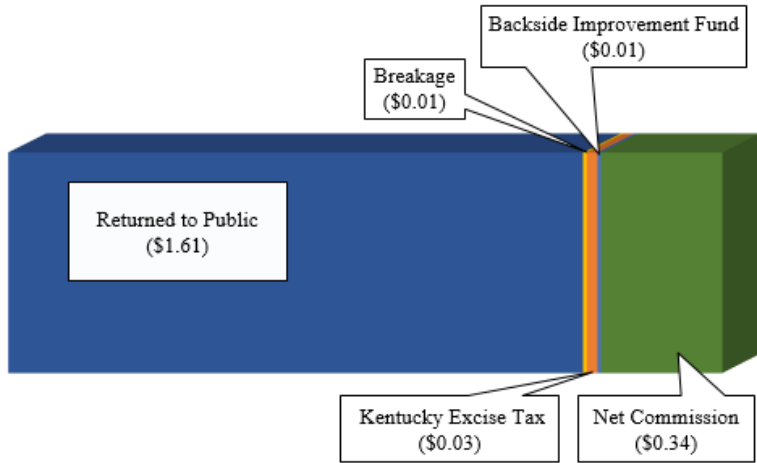 Backside Improvement Fund
($0.01)
Breakage
($0.01)
Returned to Public
($1.61)
Kentucky Excise Tax
($0.03)
Net Commission
($0.34)